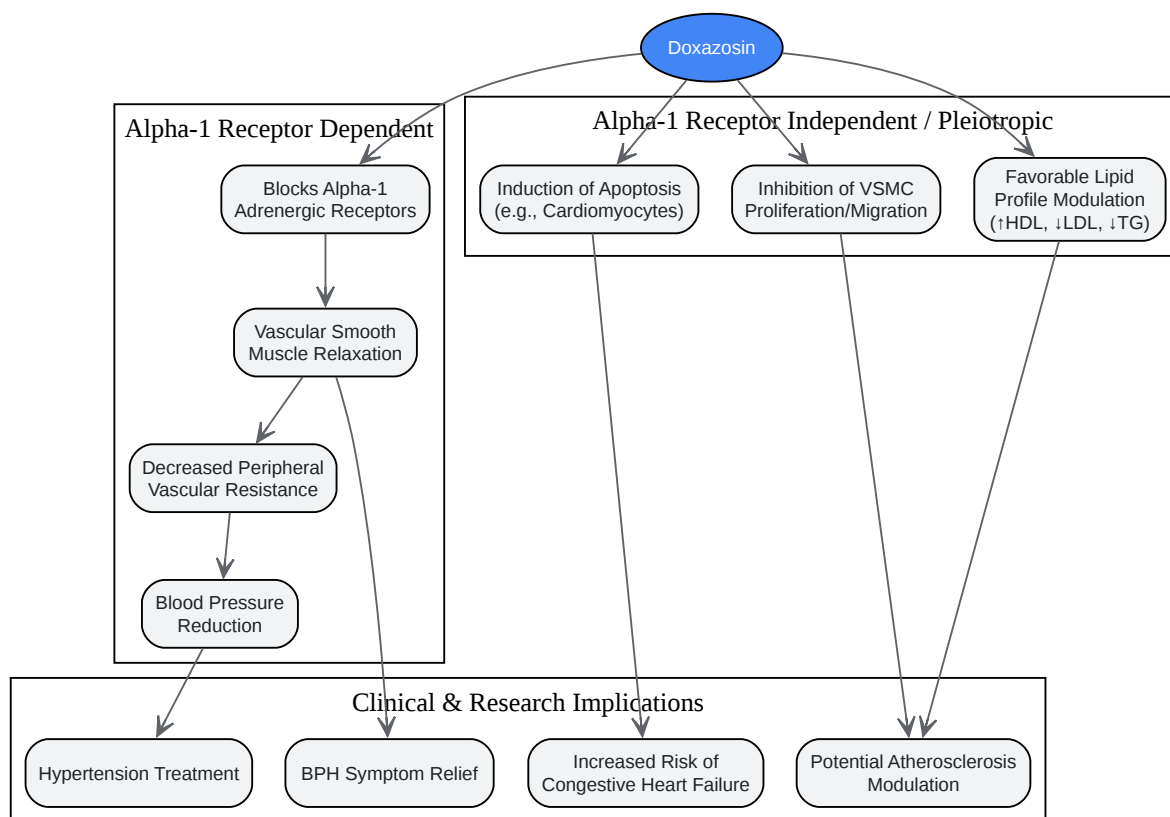 Doxazosin
Alpha-1 Receptor Dependent
Alpha-1 Receptor Independent / Pleiotropic
Blocks Alpha-1
Adrenergic Receptors
Induction of Apoptosis
(e.g., Cardiomyocytes)
Inhibition of VSMC
Proliferation/Migration
Favorable Lipid
Profile Modulation
(↑HDL, ↓LDL, ↓TG)
Vascular Smooth
Muscle Relaxation
Decreased Peripheral
Vascular Resistance
Blood Pressure
Reduction
Clinical & Research Implications
Hypertension Treatment
BPH Symptom Relief
Increased Risk of
Congestive Heart Failure
Potential Atherosclerosis
Modulation